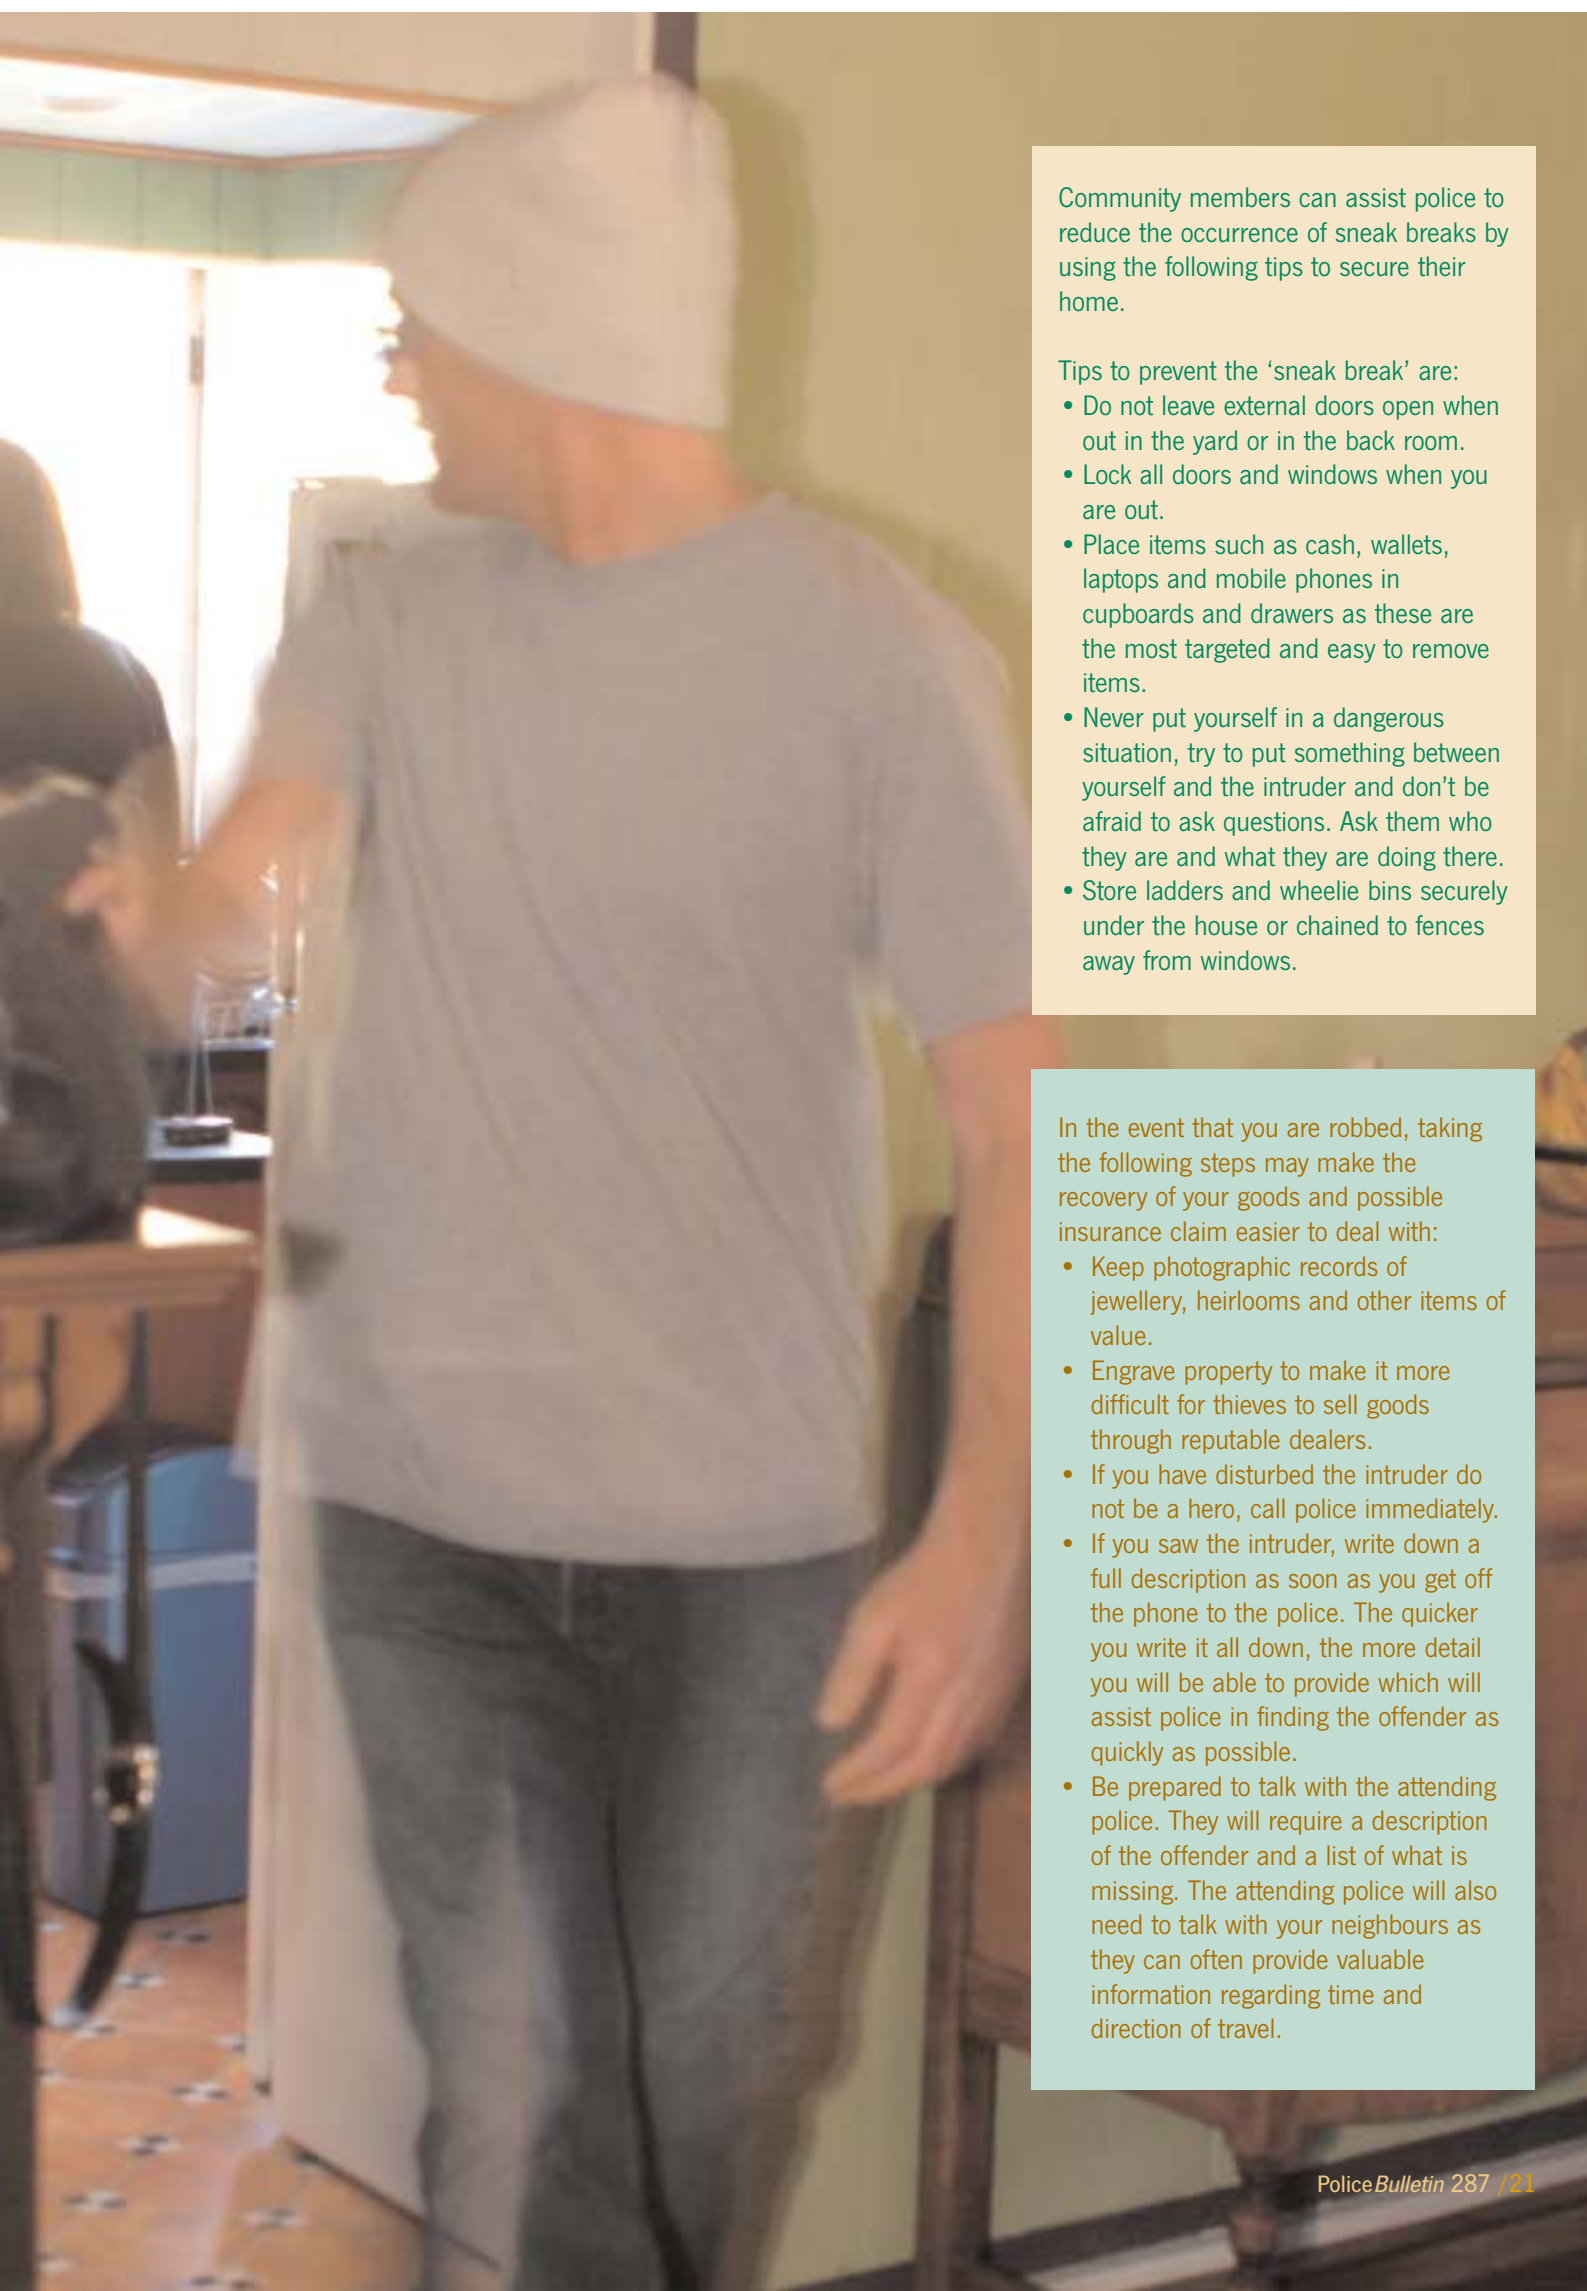 Community members can assist police to
reduce the occurrence of sneak breaks by
using the following tips to secure their
home.
Tips to prevent the ‘sneak break’ are:
• Do not leave external doors open when
out in the yard or in the back room.
• Lock all doors and windows when you
are out.
• Place items such as cash, wallets,
laptops and mobile phones in
cupboards and drawers as these are
the most targeted and easy to remove
items.
• Never put yourself in a dangerous
situation, try to put something between
yourself and the intruder and don’t be
afraid to ask questions. Ask them who
they are and what they are doing there.
• Store ladders and wheelie bins securely
under the house or chained to fences
away from windows.
In the event that you are robbed, taking
the following steps may make the
recovery of your goods and possible
insurance claim easier to deal with:
• Keep photographic records of
jewellery, heirlooms and other items of
value.
• Engrave property to make it more
difficult for thieves to sell goods
through reputable dealers.
• If you have disturbed the intruder do
not be a hero, call police immediately.
• If you saw the intruder, write down a
full description as soon as you get off
the phone to the police. The quicker
you write it all down, the more detail
you will be able to provide which will
assist police in finding the offender as
quickly as possible.
• Be prepared to talk with the attending
police. They will require a description
of the offender and a list of what is
missing. The attending police will also
need to talk with your neighbours as
they can often provide valuable
information regarding time and
direction of travel.
Police Bulletin 287 /21